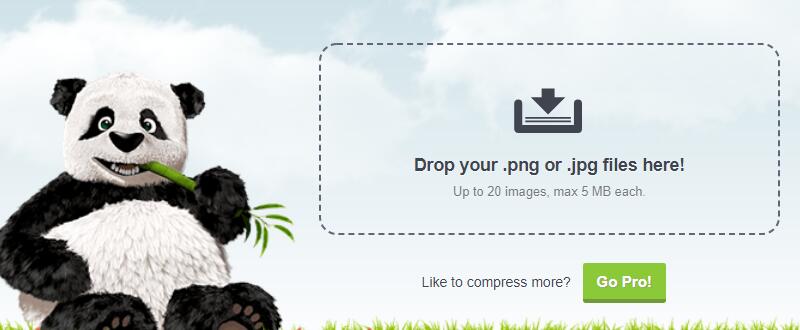 Drop your .png or .jpg files here!
Up to 20 images, max 5 MB each.
Like to compress more? Go Pro!